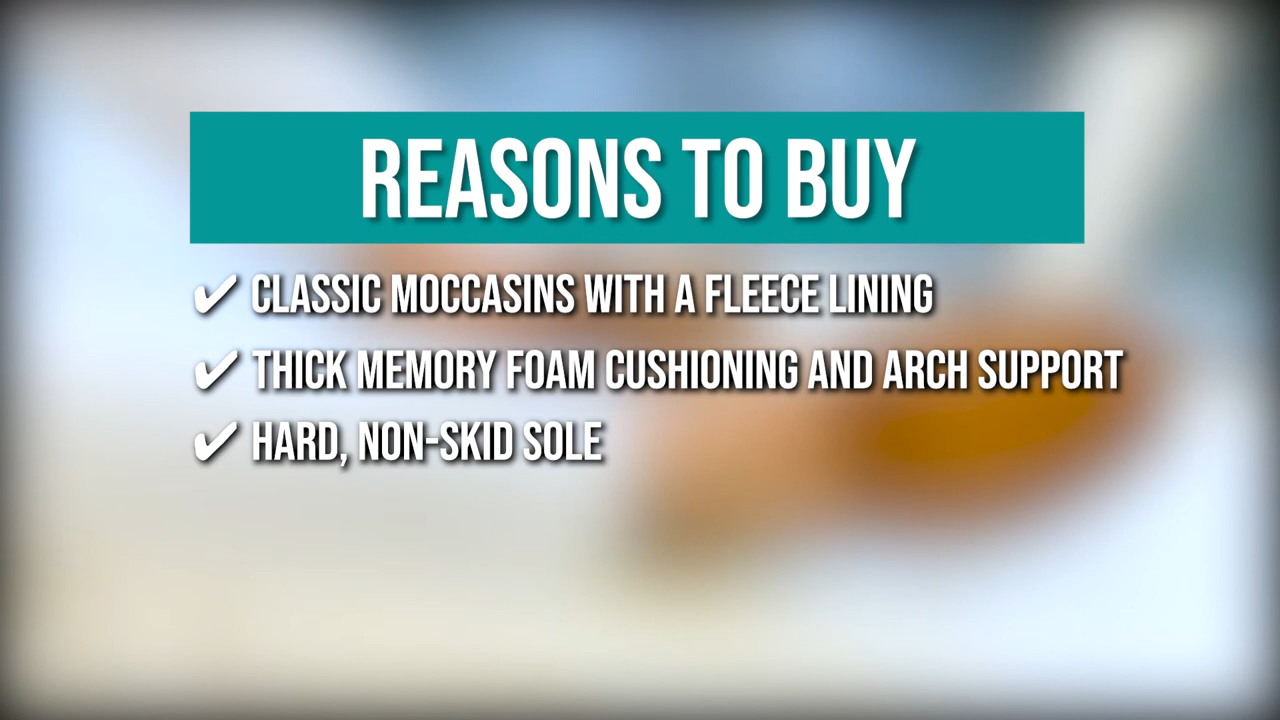 REASONS TO BUY
✔ CLASSIC MOCCASINS WITH A FLEECE LINING
✔ THICK MEMORY FOAM CUSHIONING AND ARCH SUPPORT
✔ HARD, NON-SKID SOLE